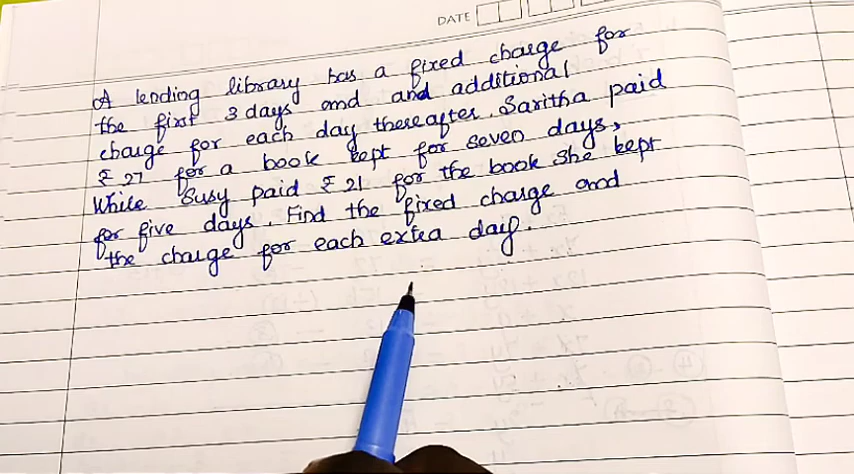 DATE
A lending library has a fixed charge for
the first 3 days and and additional
charge for each day thereafter. Saritha paid
₹ 27 for a book kept for seven days,
While Susy paid ₹ 21 for the book She kept
for five days. Find the fixed charge and
the charge for each extra day.